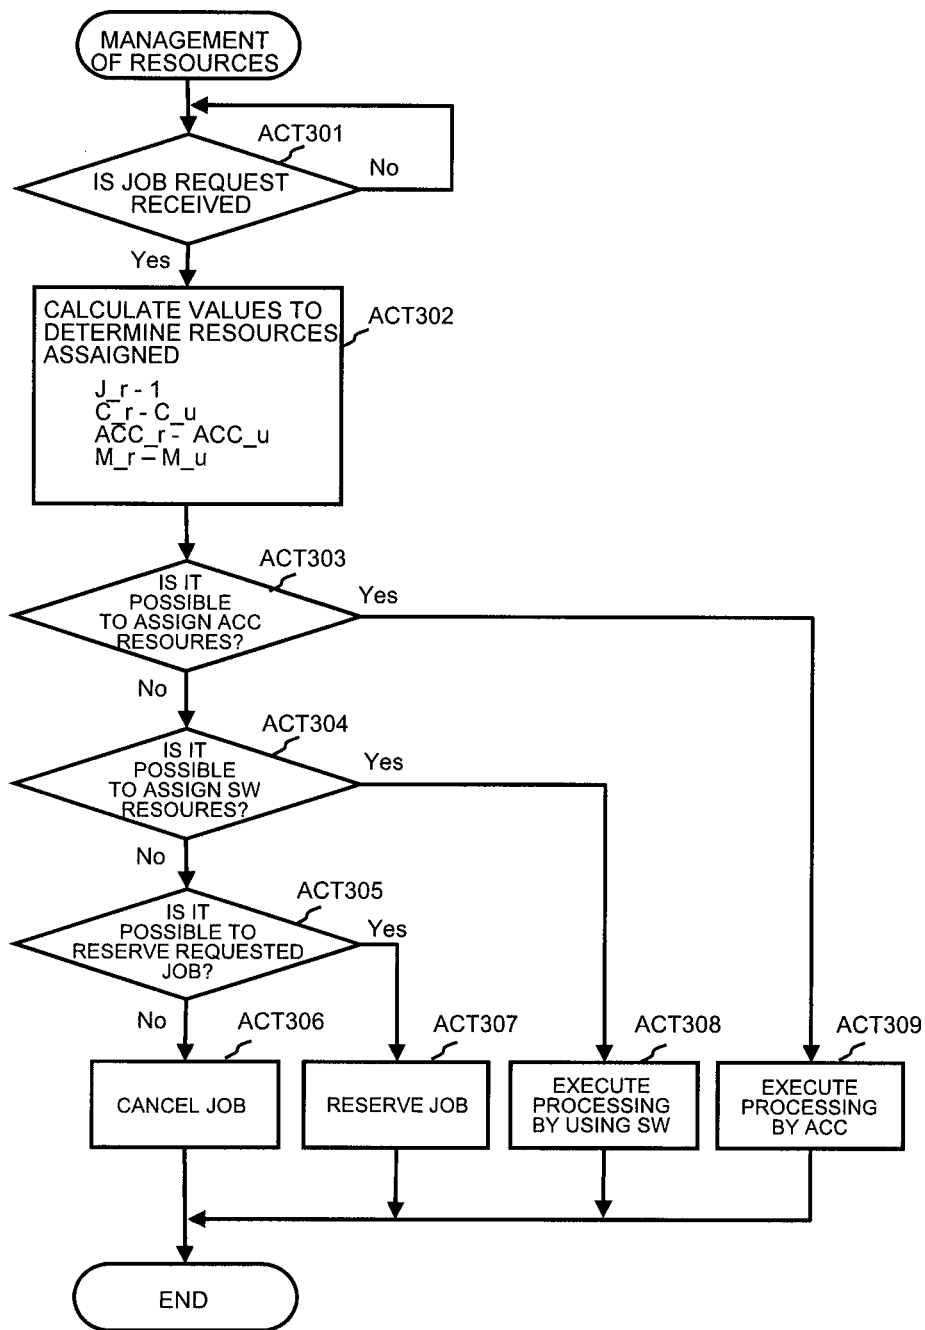 MANAGEMENT
OF RESOURCES
ACT301
No
IS JOB REQUEST
RECEIVED
Yes
CALCULATE VALUES TO
DETERMINE RESOURCES
ASSAIGNED
ACT302
J_r - 1
C_r - C_u
ACC_r - ACC_u
M_r – M_u
ACT303
IS IT
POSSIBLE
TO ASSIGN ACC
RESOURES?
Yes
No
ACT304
IS IT
POSSIBLE
TO ASSIGN SW
RESOURES?
Yes
No
ACT305
IS IT
POSSIBLE TO
RESERVE REQUESTED
JOB?
Yes
No
ACT306
ACT307
ACT308
ACT309
CANCEL JOB
RESERVE JOB
EXECUTE
PROCESSING
BY USING SW
EXECUTE
PROCESSING
BY ACC
END